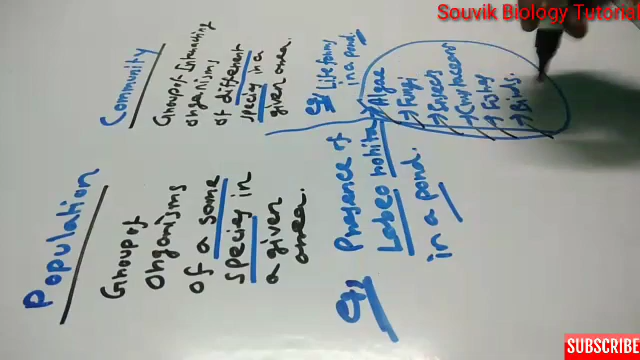 Souvik Biology Tutorial
Population
Group of
organisms
of a same
species in
a given
area.
Eg,
Presence of
Labeo rohita
in a pond.
Community
Group of Interacting
organisms
of different
species in a
given area.
Eg, Life forms
in a pond.
→ Algae
→ Fungi
→ Insects
→ Crustaceans
→ Fishes
→ Birds.
SUBSCRIBE